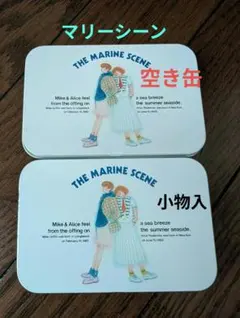 マリーシーン
空き缶
THE MARINE SCENE
Mike & Alice feel
from the offing on
sea breeze
the summer seaside.
小物入
THE MARINE SCENE
Mike & Alice feel
from the offing on
a sea breeze
the summer seaside.